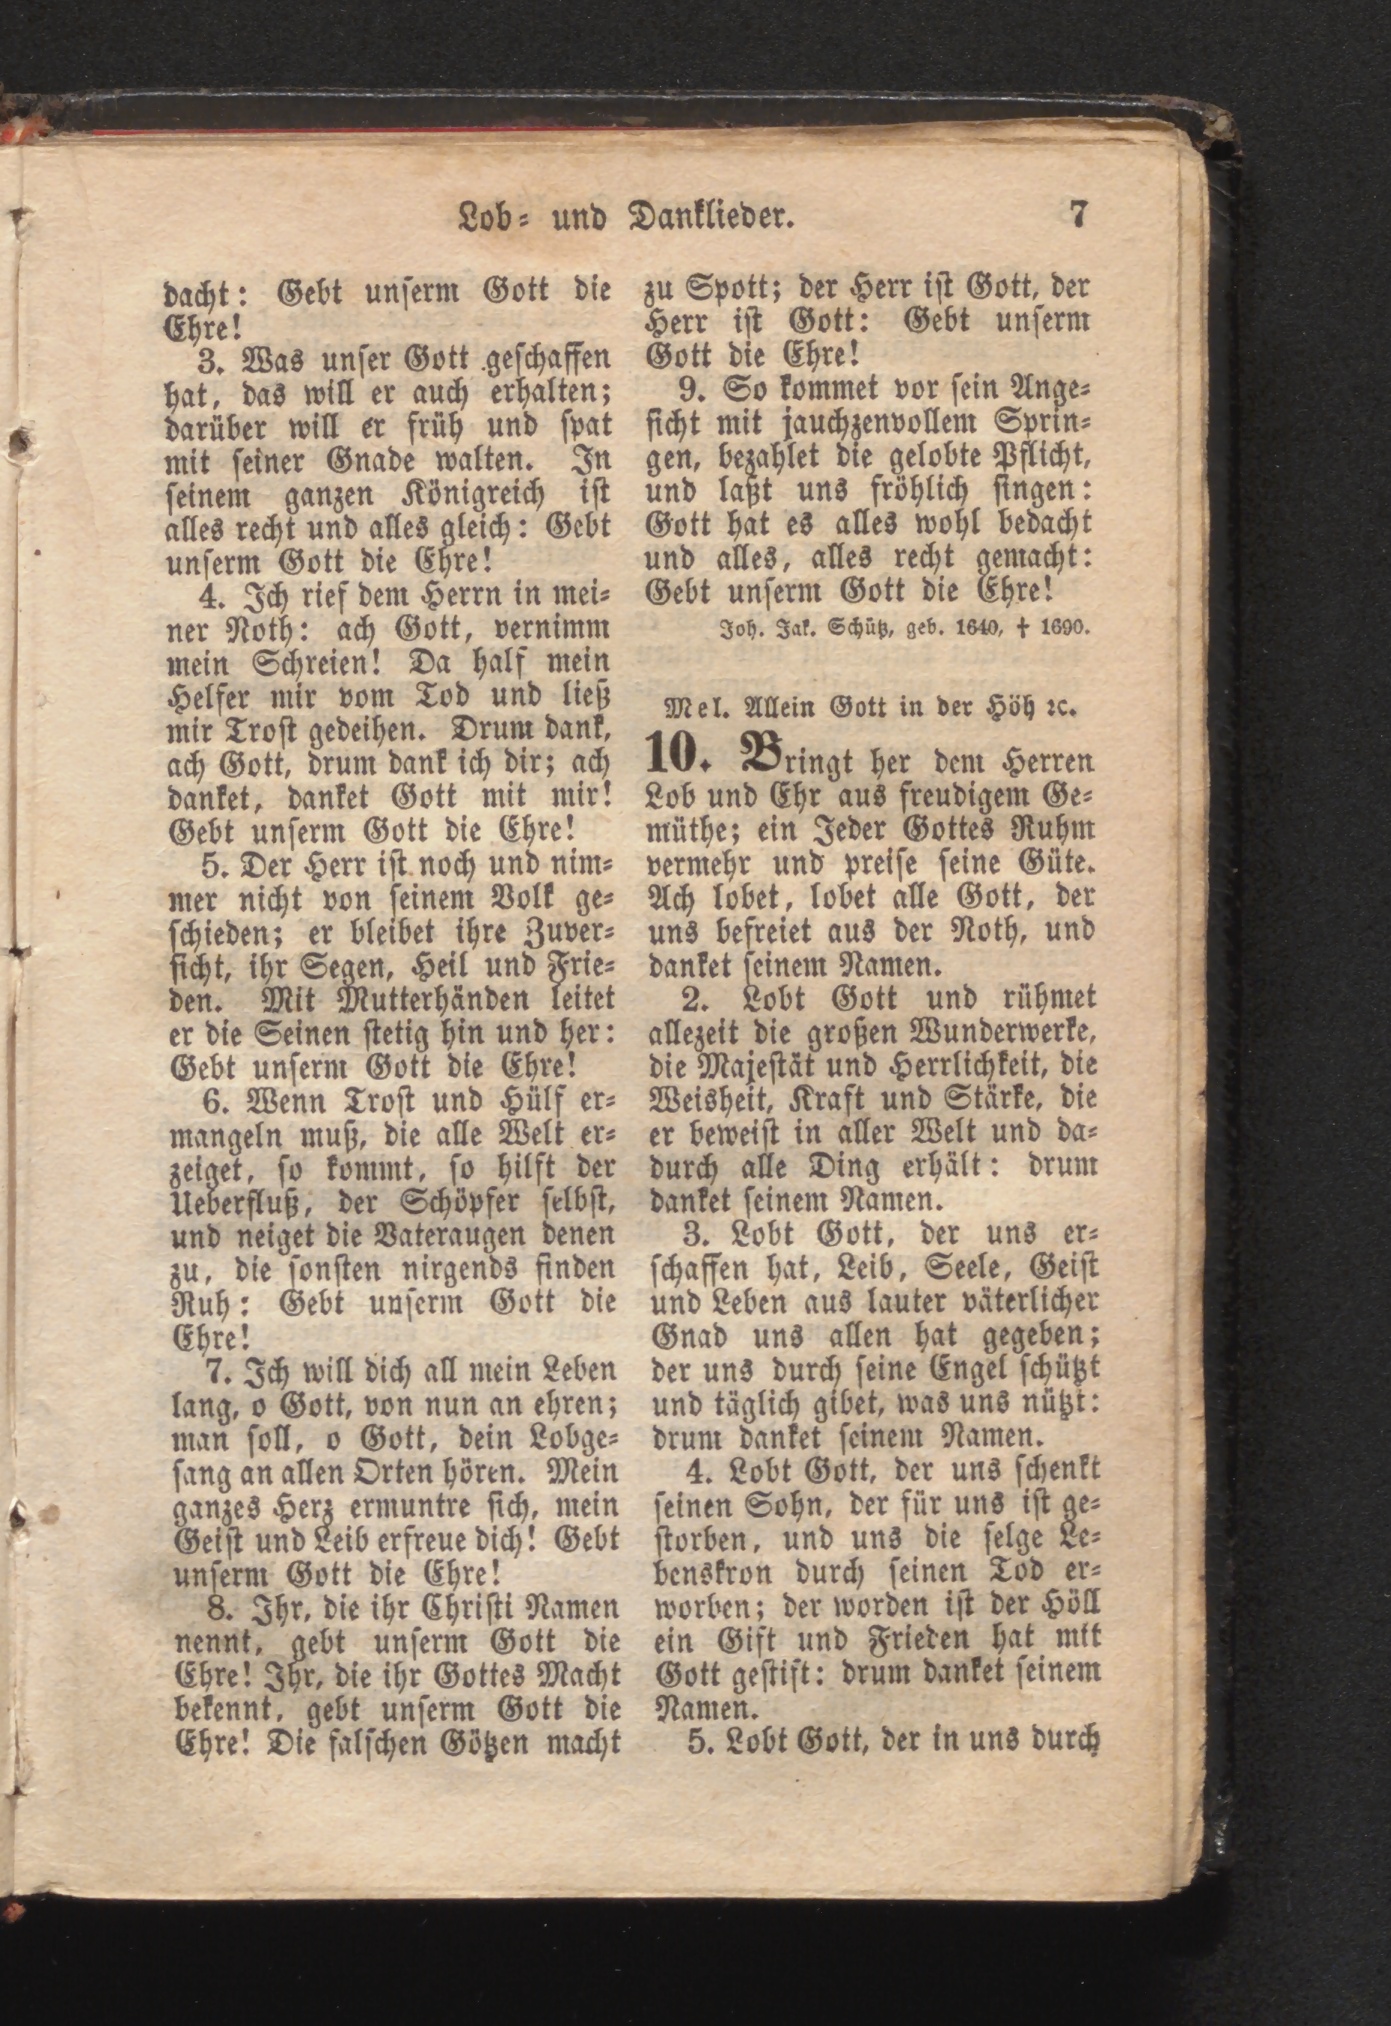 Lob- und Danklieder. 7
dacht: Gebt unserm Gott die
Ehre!
3. Was unser Gott geschaffen
hat, das will er auch erhalten;
darüber will er früh und spat
mit seiner Gnade walten. In
seinem ganzen Königreich ist
alles recht und alles gleich: Gebt
unserm Gott die Ehre!
4. Ich rief dem Herrn in mei-
ner Noth: ach Gott, vernimm
mein Schreien! Da half mein
Helfer mir vom Tod und ließ
mir Trost gedeihen. Drum dank,
ach Gott, drum dank ich dir; ach
danket, danket Gott mit mir!
Gebt unserm Gott die Ehre!
5. Der Herr ist noch und nim-
mer nicht von seinem Volk ge-
schieden; er bleibet ihre Zuver-
sicht, ihr Segen, Heil und Frie-
den. Mit Mutterhänden leitet
er die Seinen stetig hin und her:
Gebt unserm Gott die Ehre!
6. Wenn Trost und Hülf er-
mangeln muß, die alle Welt er-
zeiget, so kommt, so hilft der
Ueberfluß, der Schöpfer selbst,
und neiget die Vateraugen denen
zu, die sonsten nirgends finden
Ruh: Gebt unserm Gott die
Ehre!
7. Ich will dich all mein Leben
lang, o Gott, von nun an ehren;
man soll, o Gott, dein Lobge-
sang an allen Orten hören. Mein
ganzes Herz ermuntre sich, mein
Geist und Leib erfreue dich! Gebt
unserm Gott die Ehre!
8. Ihr, die ihr Christi Namen
nennt, gebt unserm Gott die
Ehre! Ihr, die ihr Gottes Macht
bekennt, gebt unserm Gott die
Ehre! Die falschen Götzen macht
zu Spott; der Herr ist Gott, der
Herr ist Gott: Gebt unserm
Gott die Ehre!
9. So kommet vor sein Ange-
sicht mit jauchzenvollem Sprin-
gen, bezahlet die gelobte Pflicht,
und laßt uns fröhlich singen:
Gott hat es alles wohl bedacht
und alles, alles recht gemacht:
Gebt unserm Gott die Ehre!
Joh. Jak. Schütz, geb. 1640, † 1690.
Mel. Allein Gott in der Höh ꝛc.
10. Bringt her dem Herren
Lob und Ehr aus freudigem Ge-
müthe; ein Jeder Gottes Ruhm
vermehr und preise seine Güte.
Ach lobet, lobet alle Gott, der
uns befreiet aus der Noth, und
danket seinem Namen.
2. Lobt Gott und rühmet
allezeit die großen Wunderwerke,
die Majestät und Herrlichkeit, die
Weisheit, Kraft und Stärke, die
er beweist in aller Welt und da-
durch alle Ding erhält: drum
danket seinem Namen.
3. Lobt Gott, der uns er-
schaffen hat, Leib, Seele, Geist
und Leben aus lauter väterlicher
Gnad uns allen hat gegeben;
der uns durch seine Engel schützt
und täglich gibet, was uns nützt:
drum danket seinem Namen.
4. Lobt Gott, der uns schenkt
seinen Sohn, der für uns ist ge-
storben, und uns die selge Le-
benskron durch seinen Tod er-
worben; der worden ist der Höll
ein Gift und Frieden hat mit
Gott gestift: drum danket seinem
Namen.
5. Lobt Gott, der in uns durch